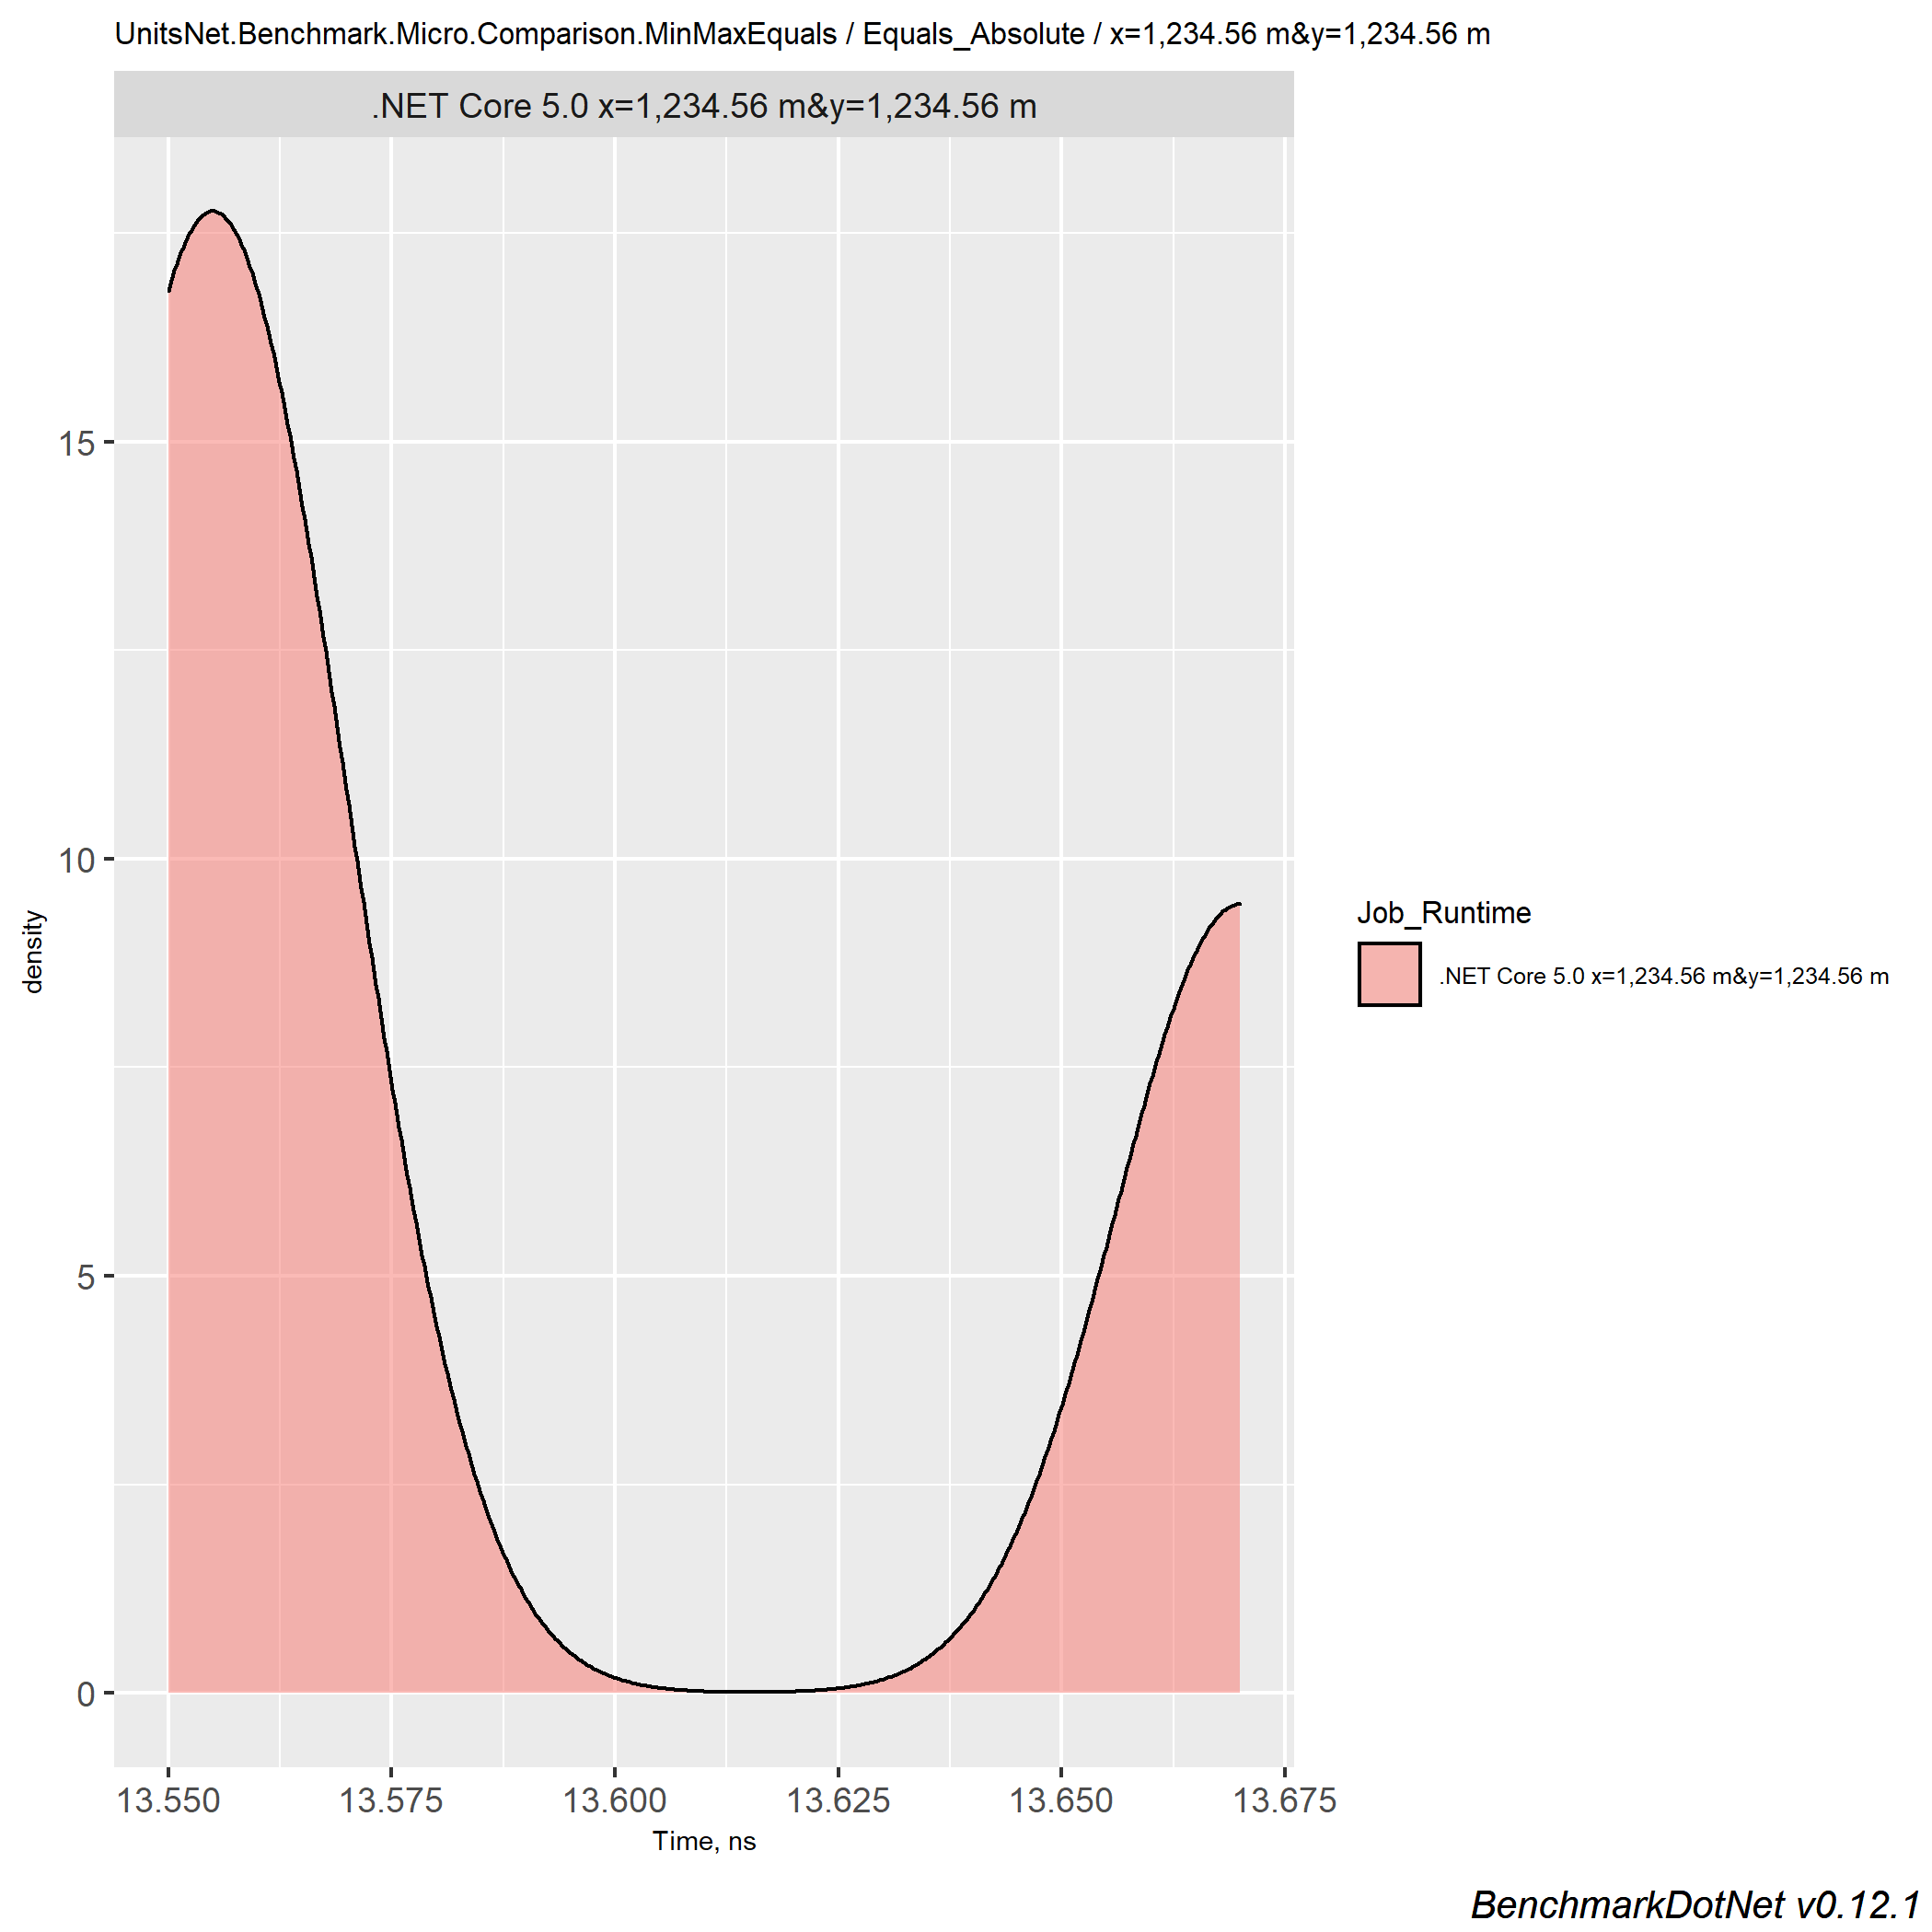 UnitsNet.Benchmark.Micro.Comparison.MinMaxEquals / Equals_Absolute / x=1,234.56 m&y=1,234.56 m
.NET Core 5.0 x=1,234.56 m&y=1,234.56 m
15
10
5
0
density
13.550 13.575 13.600 13.625 13.650 13.675
Time, ns
Job_Runtime
.NET Core 5.0 x=1,234.56 m&y=1,234.56 m
BenchmarkDotNet v0.12.1